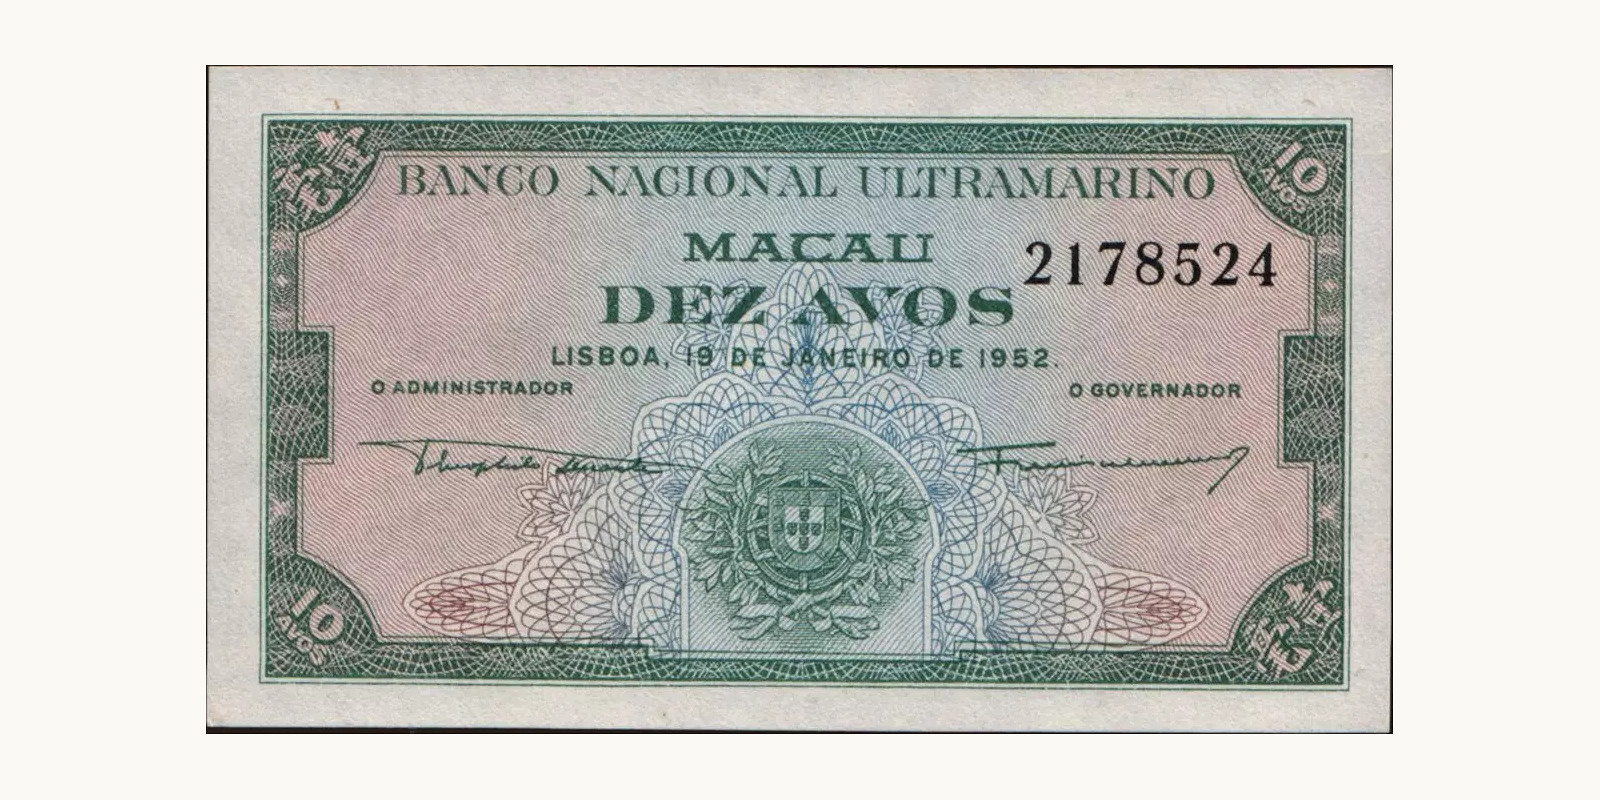 BANCO NACIONAL ULTRAMARINO
MACAU
2178524
DEZ AVOS
LISBOA, 19 DE JANEIRO DE 1952.
O ADMINISTRADOR
O GOVERNADOR
10
AVOS
10
AVOS